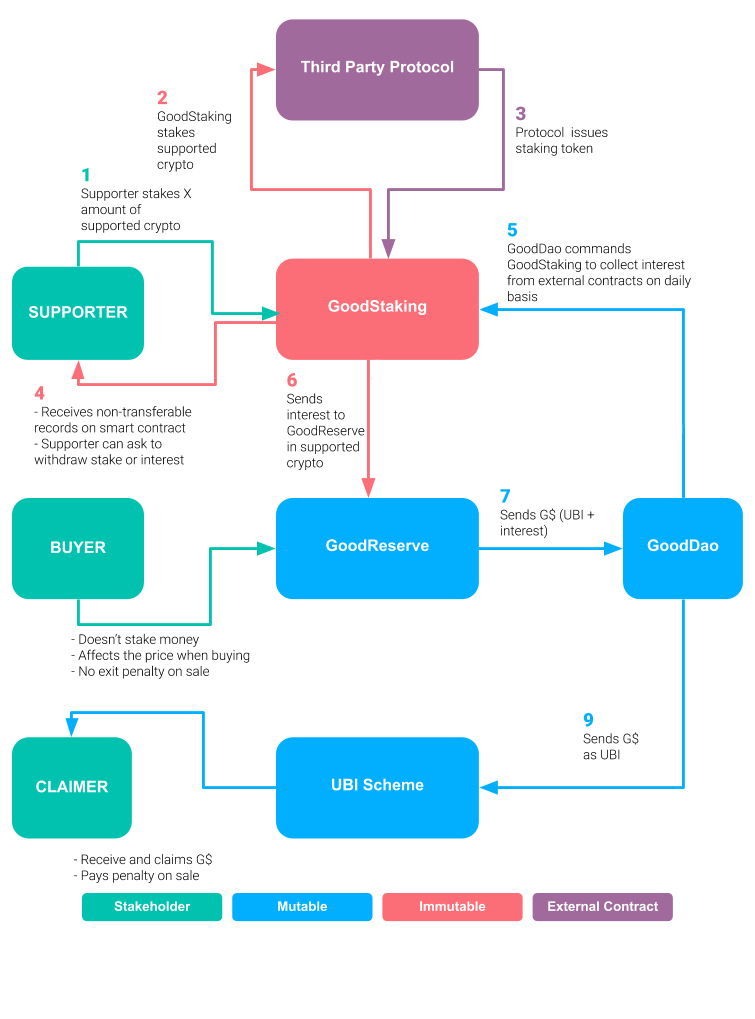 Third Party Protocol
2
GoodStaking
stakes
supported
crypto
3
Protocol issues
staking token
1
Supporter stakes X
amount of
supported crypto
5
GoodDao commands
GoodStaking to collect interest
from external contracts on daily
basis
SUPPORTER
GoodStaking
4
- Receives non-transferable
records on smart contract
- Supporter can ask to
withdraw stake or interest
6
Sends
interest to
GoodReserve
in supported
crypto
7
Sends G$ (UBI +
interest)
BUYER
GoodReserve
GoodDao
- Doesn't stake money
- Affects the price when buying
- No exit penalty on sale
9
Sends G$
as UBI
CLAIMER
UBI Scheme
- Receive and claims G$
- Pays penalty on sale
Stakeholder
Mutable
Immutable
External Contract